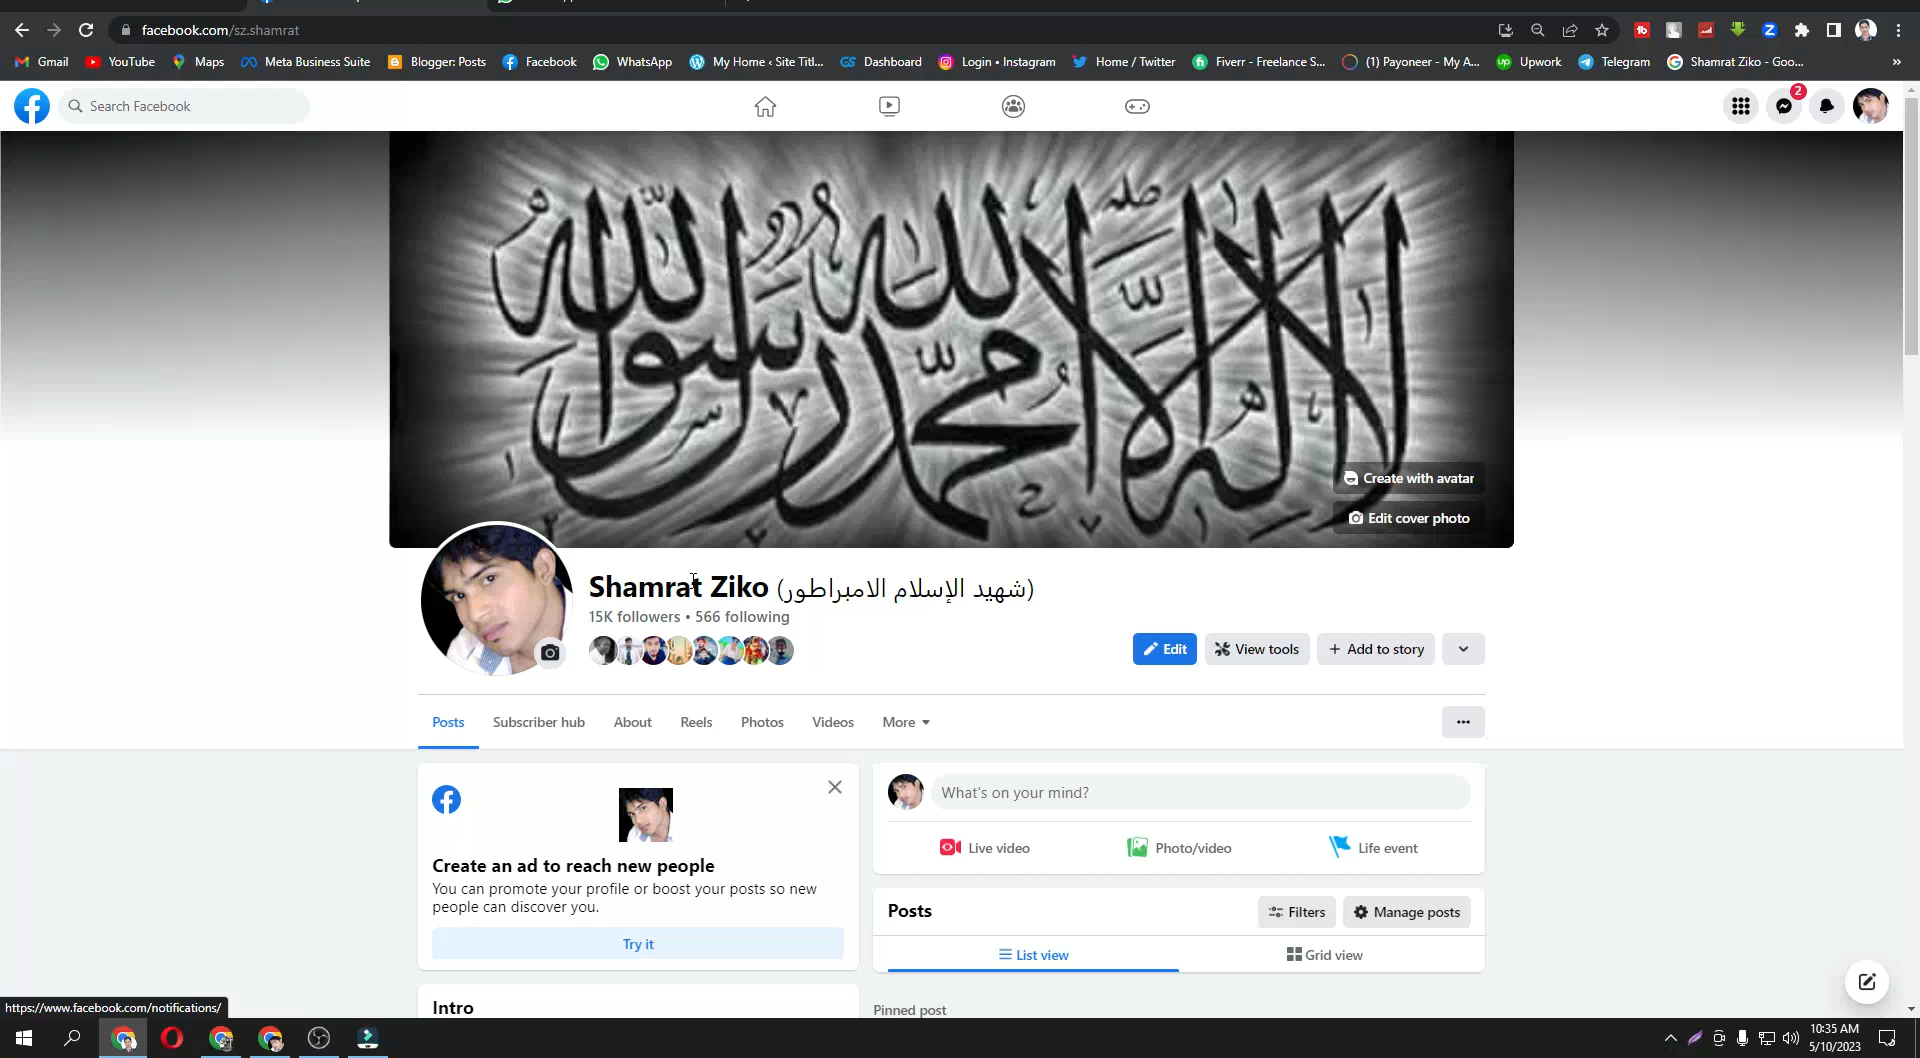 facebook.com/sz.shamrat
Gmail YouTube Maps Meta Business Suite Blogger: Posts Facebook WhatsApp My Home ‹ Site Titl... Dashboard Login • Instagram Home / Twitter Fiverr - Freelance S... (1) Payoneer - My A... Upwork Telegram Shamrat Ziko - Goo... »
Search Facebook
2
لا إله إلا الله محمد رسول الله
Create with avatar
Edit cover photo
Shamrat Ziko (شهيد الإسلام الامبراطور)
15K followers • 566 following
Edit View tools + Add to story
Posts Subscriber hub About Reels Photos Videos More
What's on your mind?
Live video Photo/video Life event
Create an ad to reach new people
You can promote your profile or boost your posts so new
people can discover you.
Try it
Posts Filters Manage posts
List view Grid view
Intro
Pinned post
https://www.facebook.com/notifications/
10:35 AM
5/10/2023